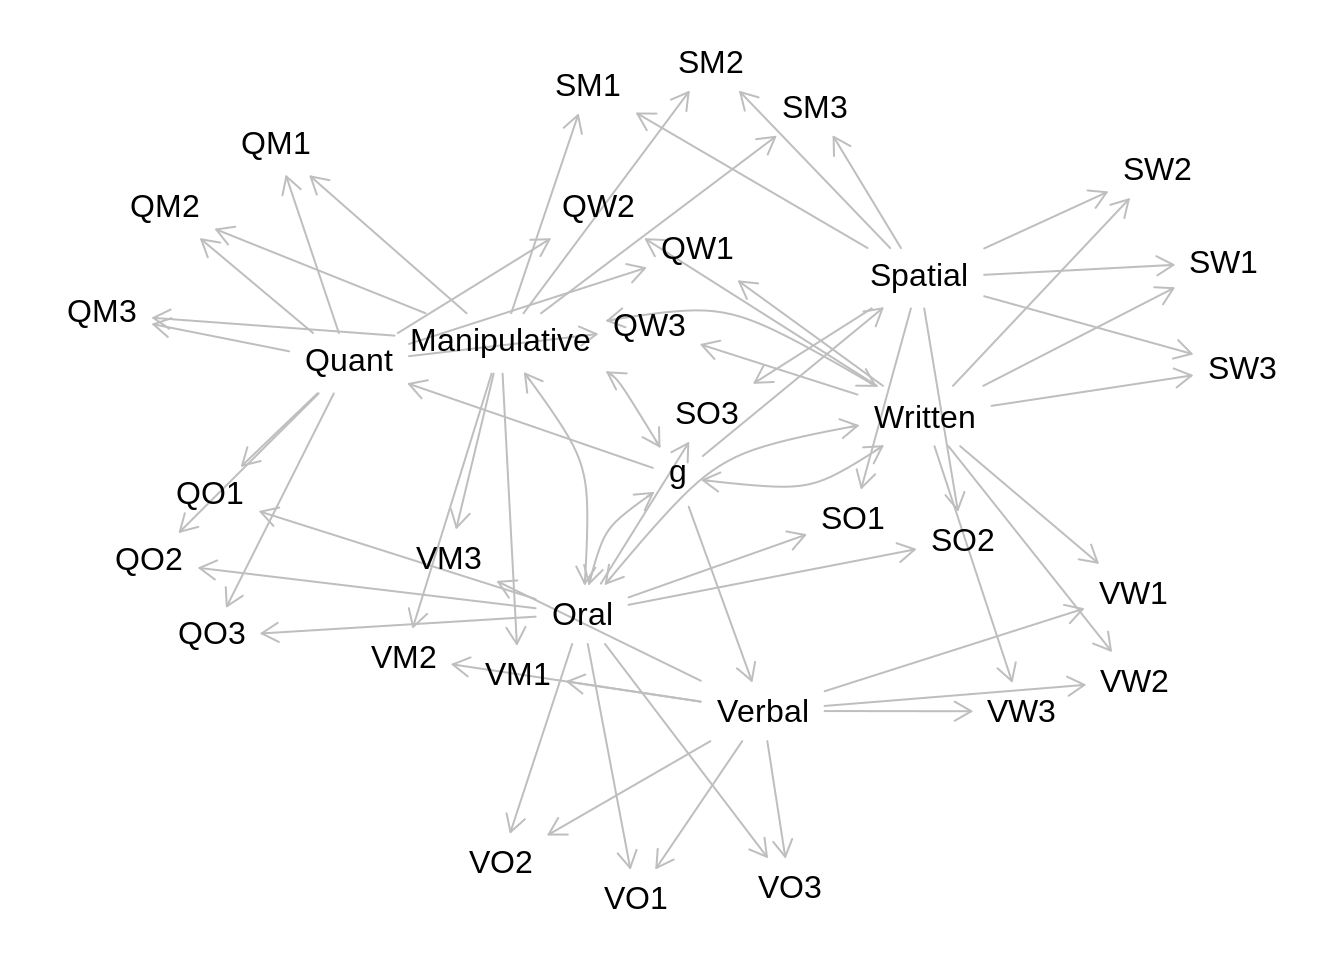 SM2
SM1
SM3
QM1
SW2
QM2
QW2
QW1
SW1
Spatial
QM3
QW3
Manipulative
Quant
SW3
SO3
Written
g
QO1
SO1
SO2
VM3
QO2
VW1
Oral
QO3
VM2
VM1
VW2
Verbal
VW3
VO2
VO3
VO1